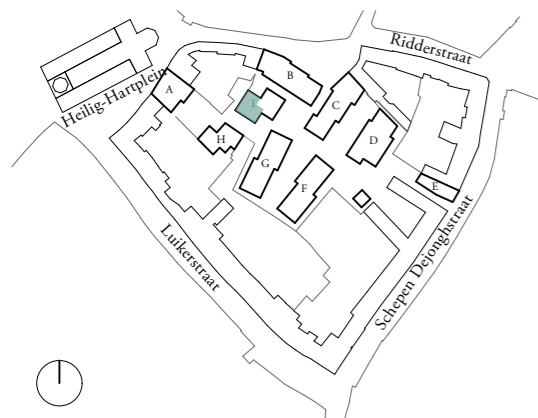 Ridderstraat
Heilig-Hartplein
A
B
C
D
E
F
G
H
Luikerstraat
Schepen Dejonghstraat